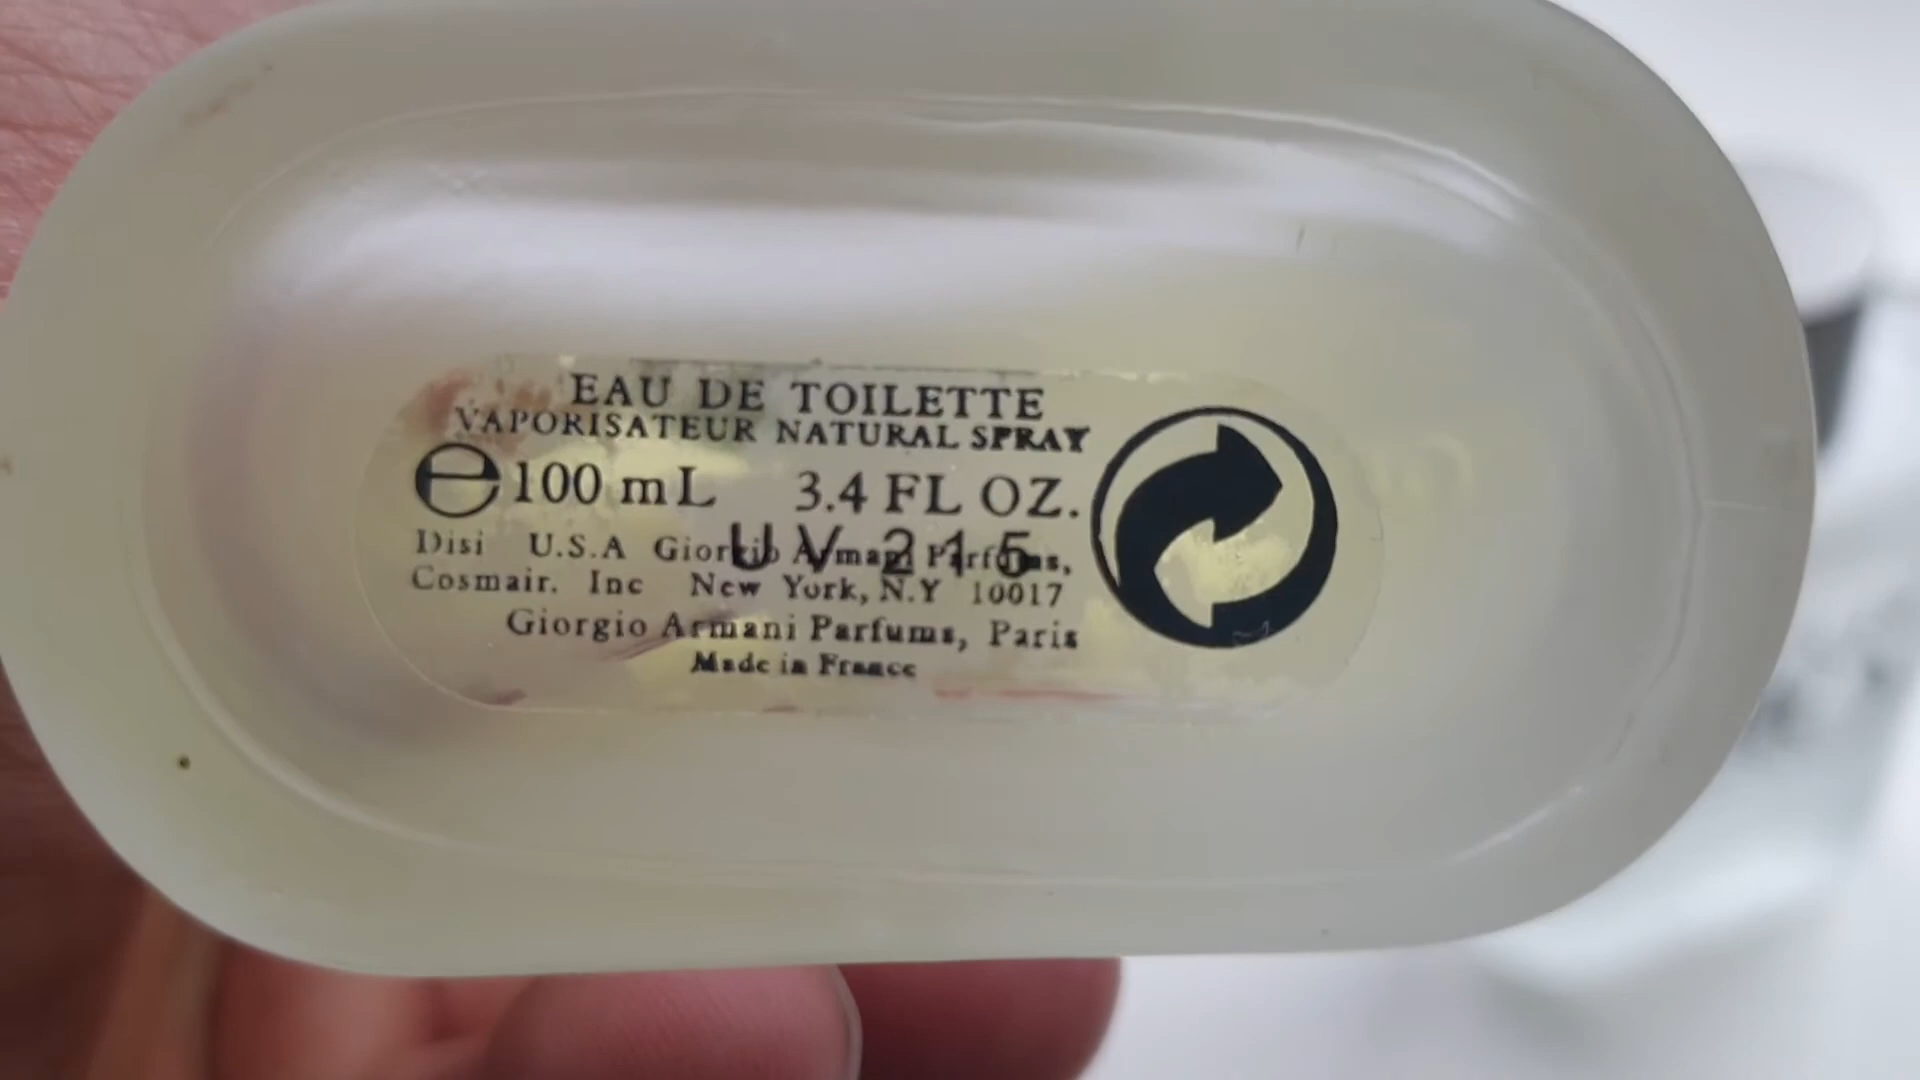 EAU DE TOILETTE
VAPORISATEUR NATURAL SPRAY
e 100 mL 3.4 FL OZ.
UV 215
Disi U.S.A Giorgio Armani Parfums,
Cosmair. Inc New York, N.Y 10017
Giorgio Armani Parfums, Paris
Made in France